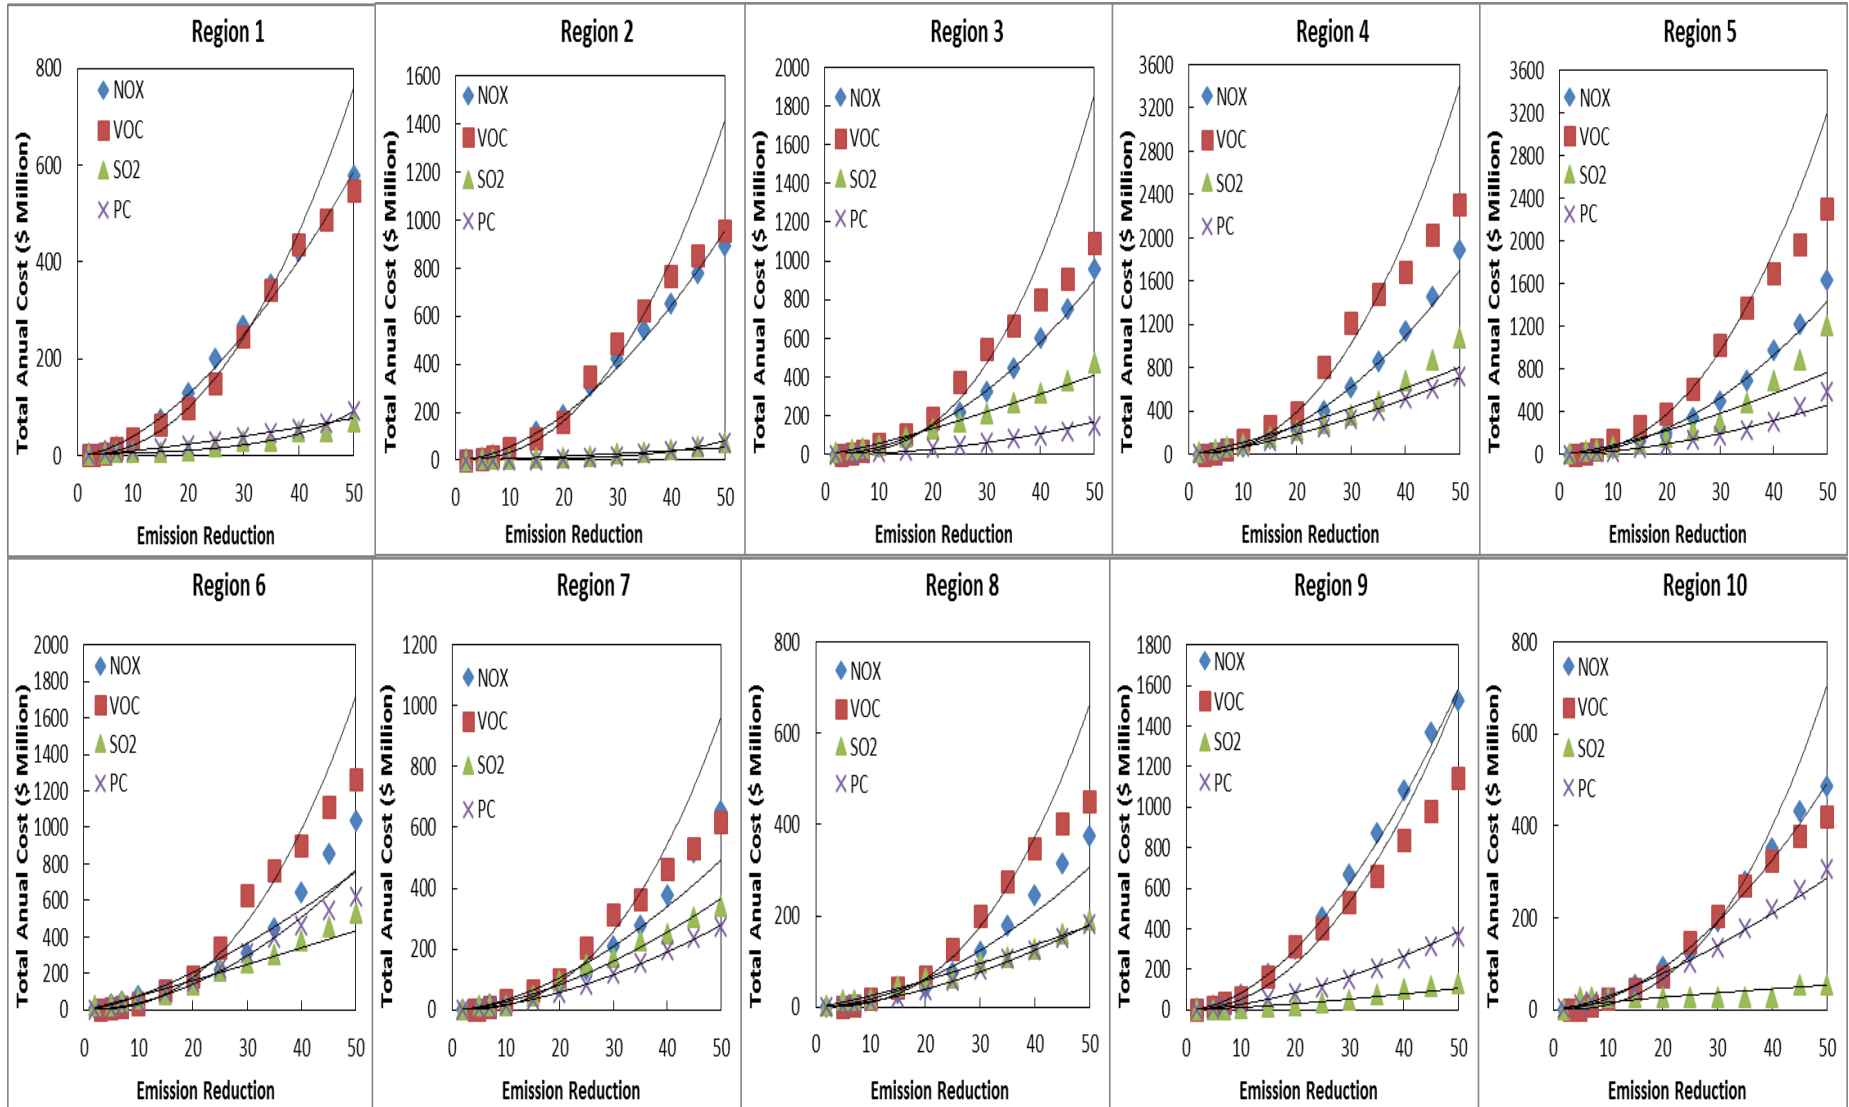 Region 1
Total Anual Cost ($ Million)
800
600
400
200
0
NOX
VOC
SO2
PC
0 10 20 30 40 50
Emission Reduction
Region 2
Total Anual Cost ($ Million)
1600
1400
1200
1000
800
600
400
200
0
NOX
VOC
SO2
PC
0 10 20 30 40 50
Emission Reduction
Region 3
Total Anual Cost ($ Million)
2000
1800
1600
1400
1200
1000
800
600
400
200
0
NOX
VOC
SO2
PC
0 10 20 30 40 50
Emission Reduction
Region 4
Total Anual Cost ($ Million)
3600
3200
2800
2400
2000
1600
1200
800
400
0
NOX
VOC
SO2
PC
0 10 20 30 40 50
Emission Reduction
Region 5
Total Anual Cost ($ Million)
3600
3200
2800
2400
2000
1600
1200
800
400
0
NOX
VOC
SO2
PC
0 10 20 30 40 50
Emission Reduction
Region 6
Total Anual Cost ($ Million)
2000
1800
1600
1400
1200
1000
800
600
400
200
0
NOX
VOC
SO2
PC
0 10 20 30 40 50
Emission Reduction
Region 7
Total Anual Cost ($ Million)
1200
1000
800
600
400
200
0
NOX
VOC
SO2
PC
0 10 20 30 40 50
Emission Reduction
Region 8
Total Anual Cost ($ Million)
800
600
400
200
0
NOX
VOC
SO2
PC
0 10 20 30 40 50
Emission Reduction
Region 9
Total Anual Cost ($ Million)
1800
1600
1400
1200
1000
800
600
400
200
0
NOX
VOC
SO2
PC
0 10 20 30 40 50
Emission Reduction
Region 10
Total Anual Cost ($ Million)
800
600
400
200
0
NOX
VOC
SO2
PC
0 10 20 30 40 50
Emission Reduction